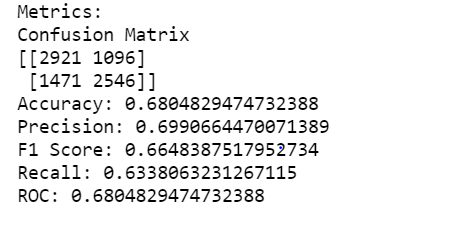 Metrics:
Confusion Matrix
[[2921 1096]
 [1471 2546]]
Accuracy: 0.6804829474732388
Precision: 0.6990664470071389
F1 Score: 0.6648387517952734
Recall: 0.6338063231267115
ROC: 0.6804829474732388